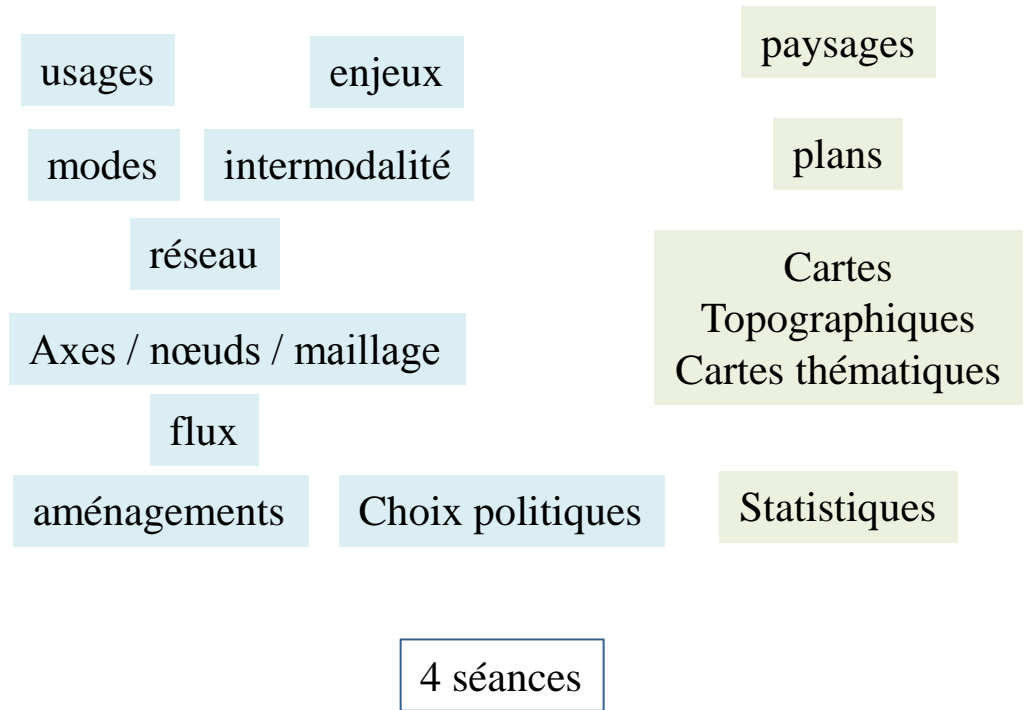 usages
enjeux
paysages
modes
intermodalité
plans
réseau
Cartes
Topographiques
Cartes thématiques
Axes / nœuds / maillage
flux
aménagements
Choix politiques
Statistiques
4 séances